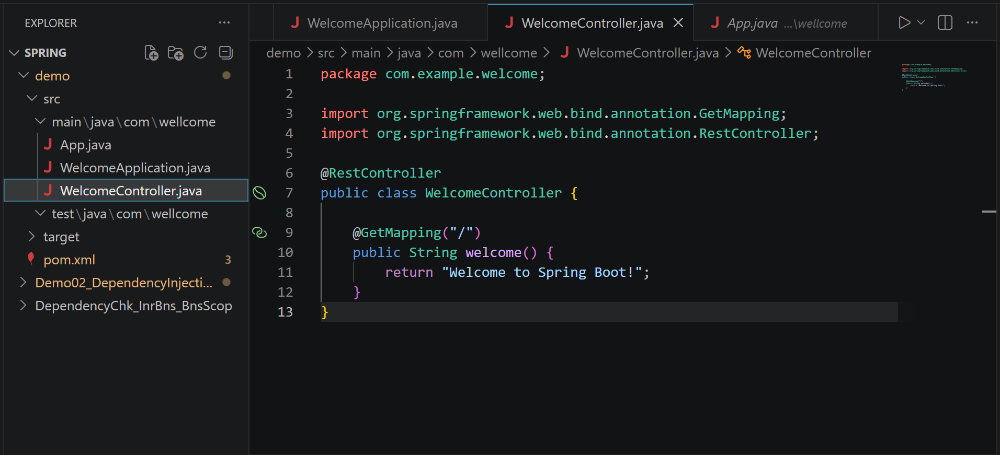 EXPLORER
SPRING
demo
src
main\java\com\wellcome
App.java
WelcomeApplication.java
WelcomeController.java
test\java\com\wellcome
target
pom.xml 3
Demo02_DependencyInjecti...
DependencyChk_InrBns_BnsScop
WelcomeApplication.java WelcomeController.java App.java ...\wellcome
demo > src > main > java > com > wellcome > WelcomeController.java > WelcomeController
1 package com.example.welcome;
2
3 import org.springframework.web.bind.annotation.GetMapping;
4 import org.springframework.web.bind.annotation.RestController;
5
6 @RestController
7 public class WelcomeController {
8
9 @GetMapping("/")
10 public String welcome() {
11 return "Welcome to Spring Boot!";
12 }
13 }